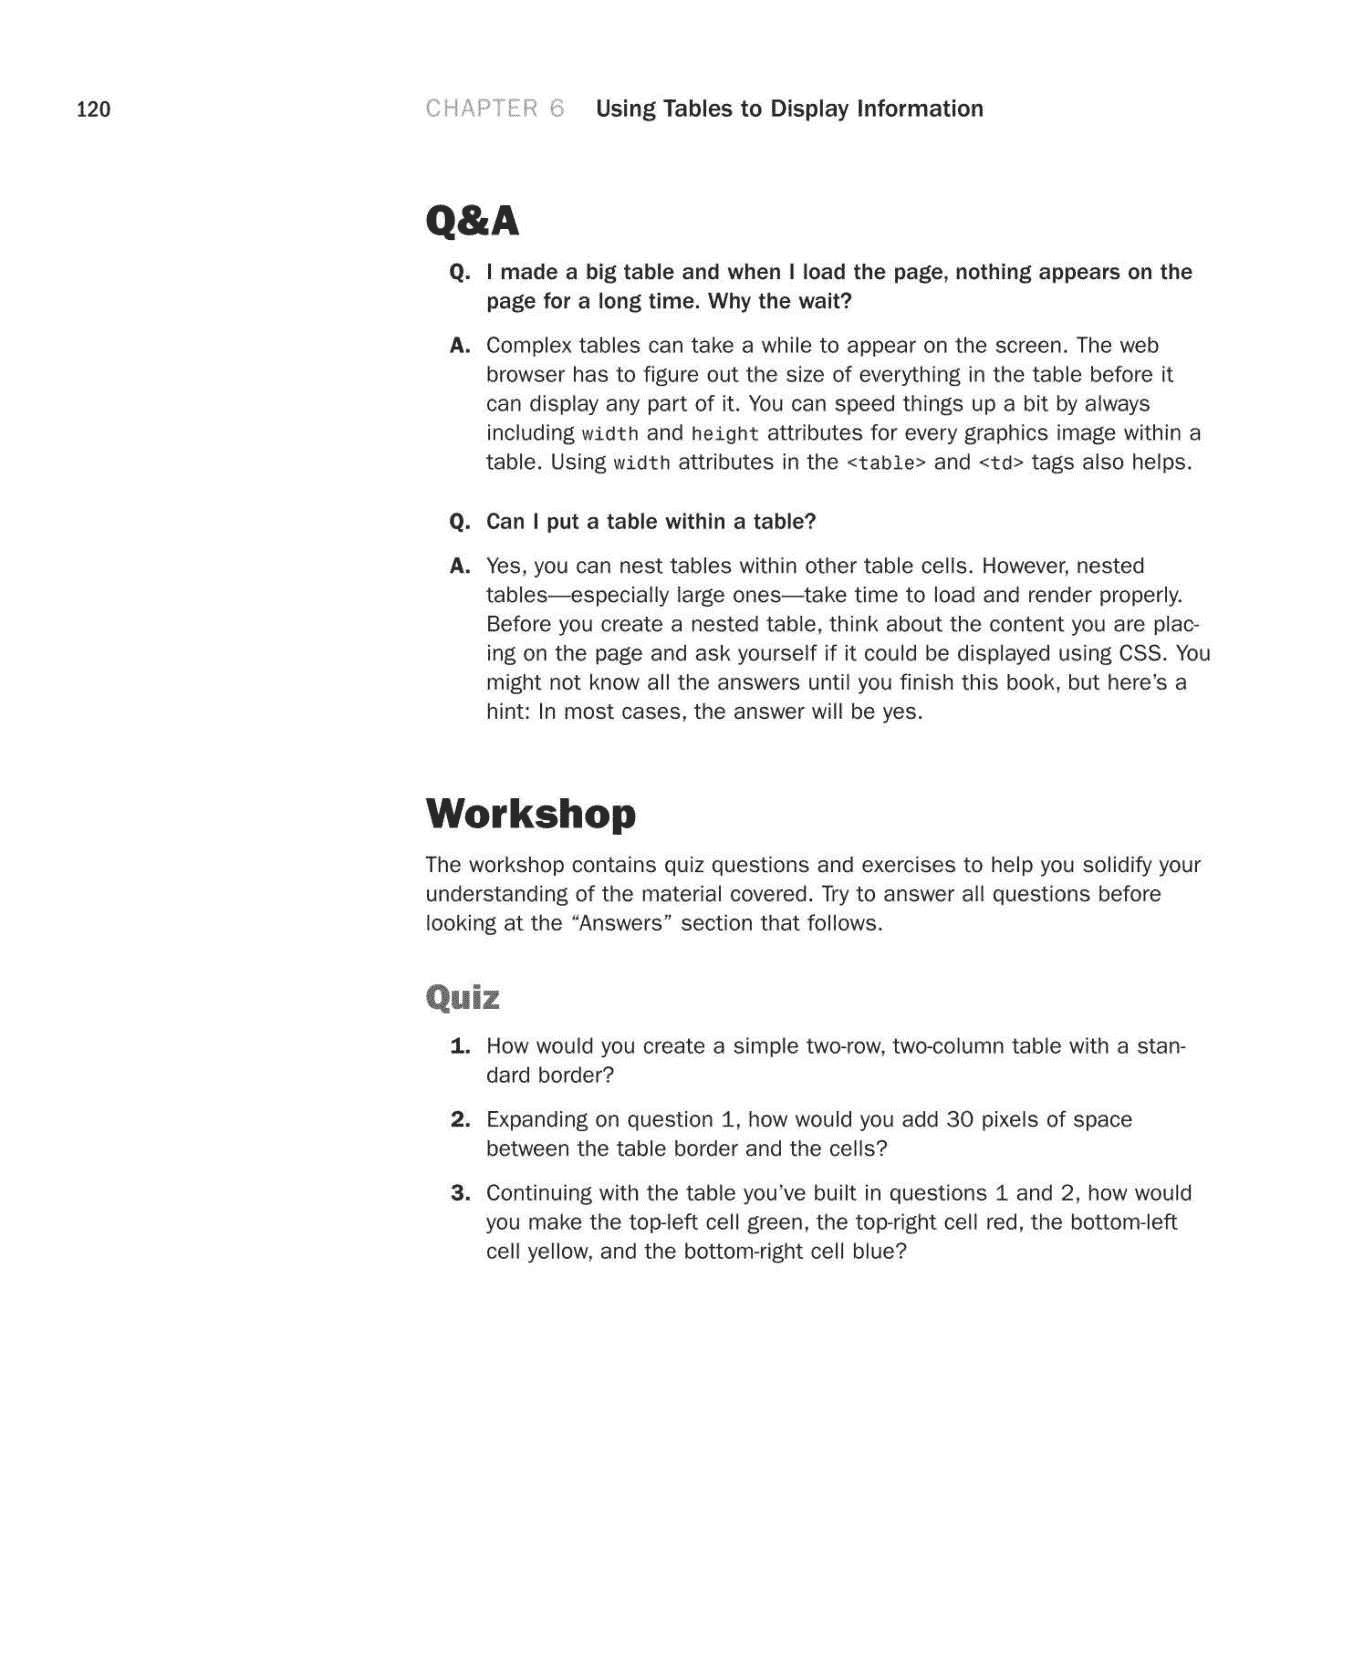 120
CHAPTER 6 Using Tables to Display Information
Q&A
Q. I made a big table and when I load the page, nothing appears on the
page for a long time. Why the wait?
A. Complex tables can take a while to appear on the screen. The web
browser has to figure out the size of everything in the table before it
can display any part of it. You can speed things up a bit by always
including width and height attributes for every graphics image within a
table. Using width attributes in the <table> and <td> tags also helps.
Q. Can I put a table within a table?
A. Yes, you can nest tables within other table cells. However, nested
tables—especially large ones—take time to load and render properly.
Before you create a nested table, think about the content you are plac-
ing on the page and ask yourself if it could be displayed using CSS. You
might not know all the answers until you finish this book, but here's a
hint: In most cases, the answer will be yes.
Workshop
The workshop contains quiz questions and exercises to help you solidify your
understanding of the material covered. Try to answer all questions before
looking at the “Answers” section that follows.
Quiz
1. How would you create a simple two-row, two-column table with a stan-
dard border?
2. Expanding on question 1, how would you add 30 pixels of space
between the table border and the cells?
3. Continuing with the table you've built in questions 1 and 2, how would
you make the top-left cell green, the top-right cell red, the bottom-left
cell yellow, and the bottom-right cell blue?